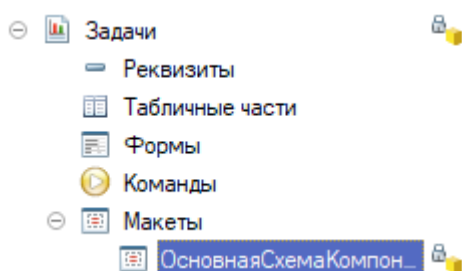 Задачи
Реквизиты
Табличные части
Формы
Команды
Макеты
ОсновнаяСхемаКомпон...